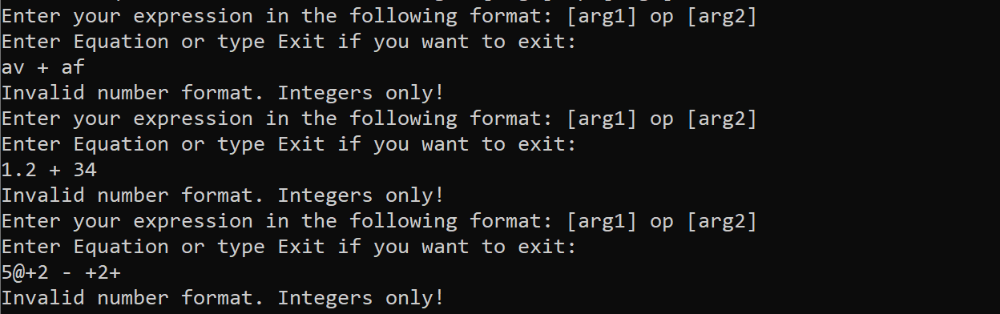 Enter your expression in the following format: [arg1] op [arg2]
Enter Equation or type Exit if you want to exit:
av + af
Invalid number format. Integers only!
Enter your expression in the following format: [arg1] op [arg2]
Enter Equation or type Exit if you want to exit:
1.2 + 34
Invalid number format. Integers only!
Enter your expression in the following format: [arg1] op [arg2]
Enter Equation or type Exit if you want to exit:
5@+2 - +2+
Invalid number format. Integers only!